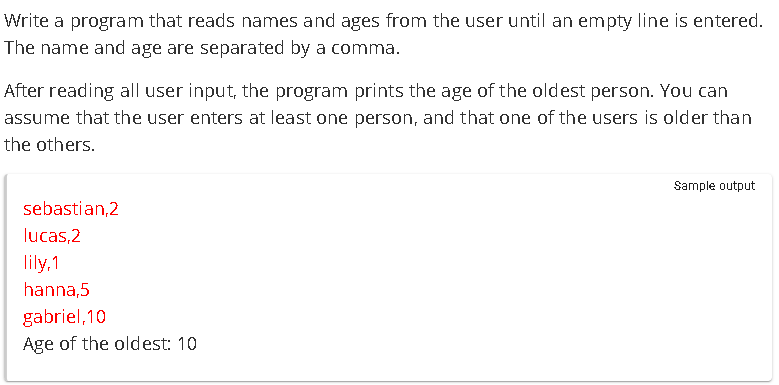 Write a program that reads names and ages from the user until an empty line is entered.
The name and age are separated by a comma.
After reading all user input, the program prints the age of the oldest person. You can
assume that the user enters at least one person, and that one of the users is older than
the others.
Sample output
sebastian,2
lucas,2
lily,1
hanna,5
gabriel,10
Age of the oldest: 10